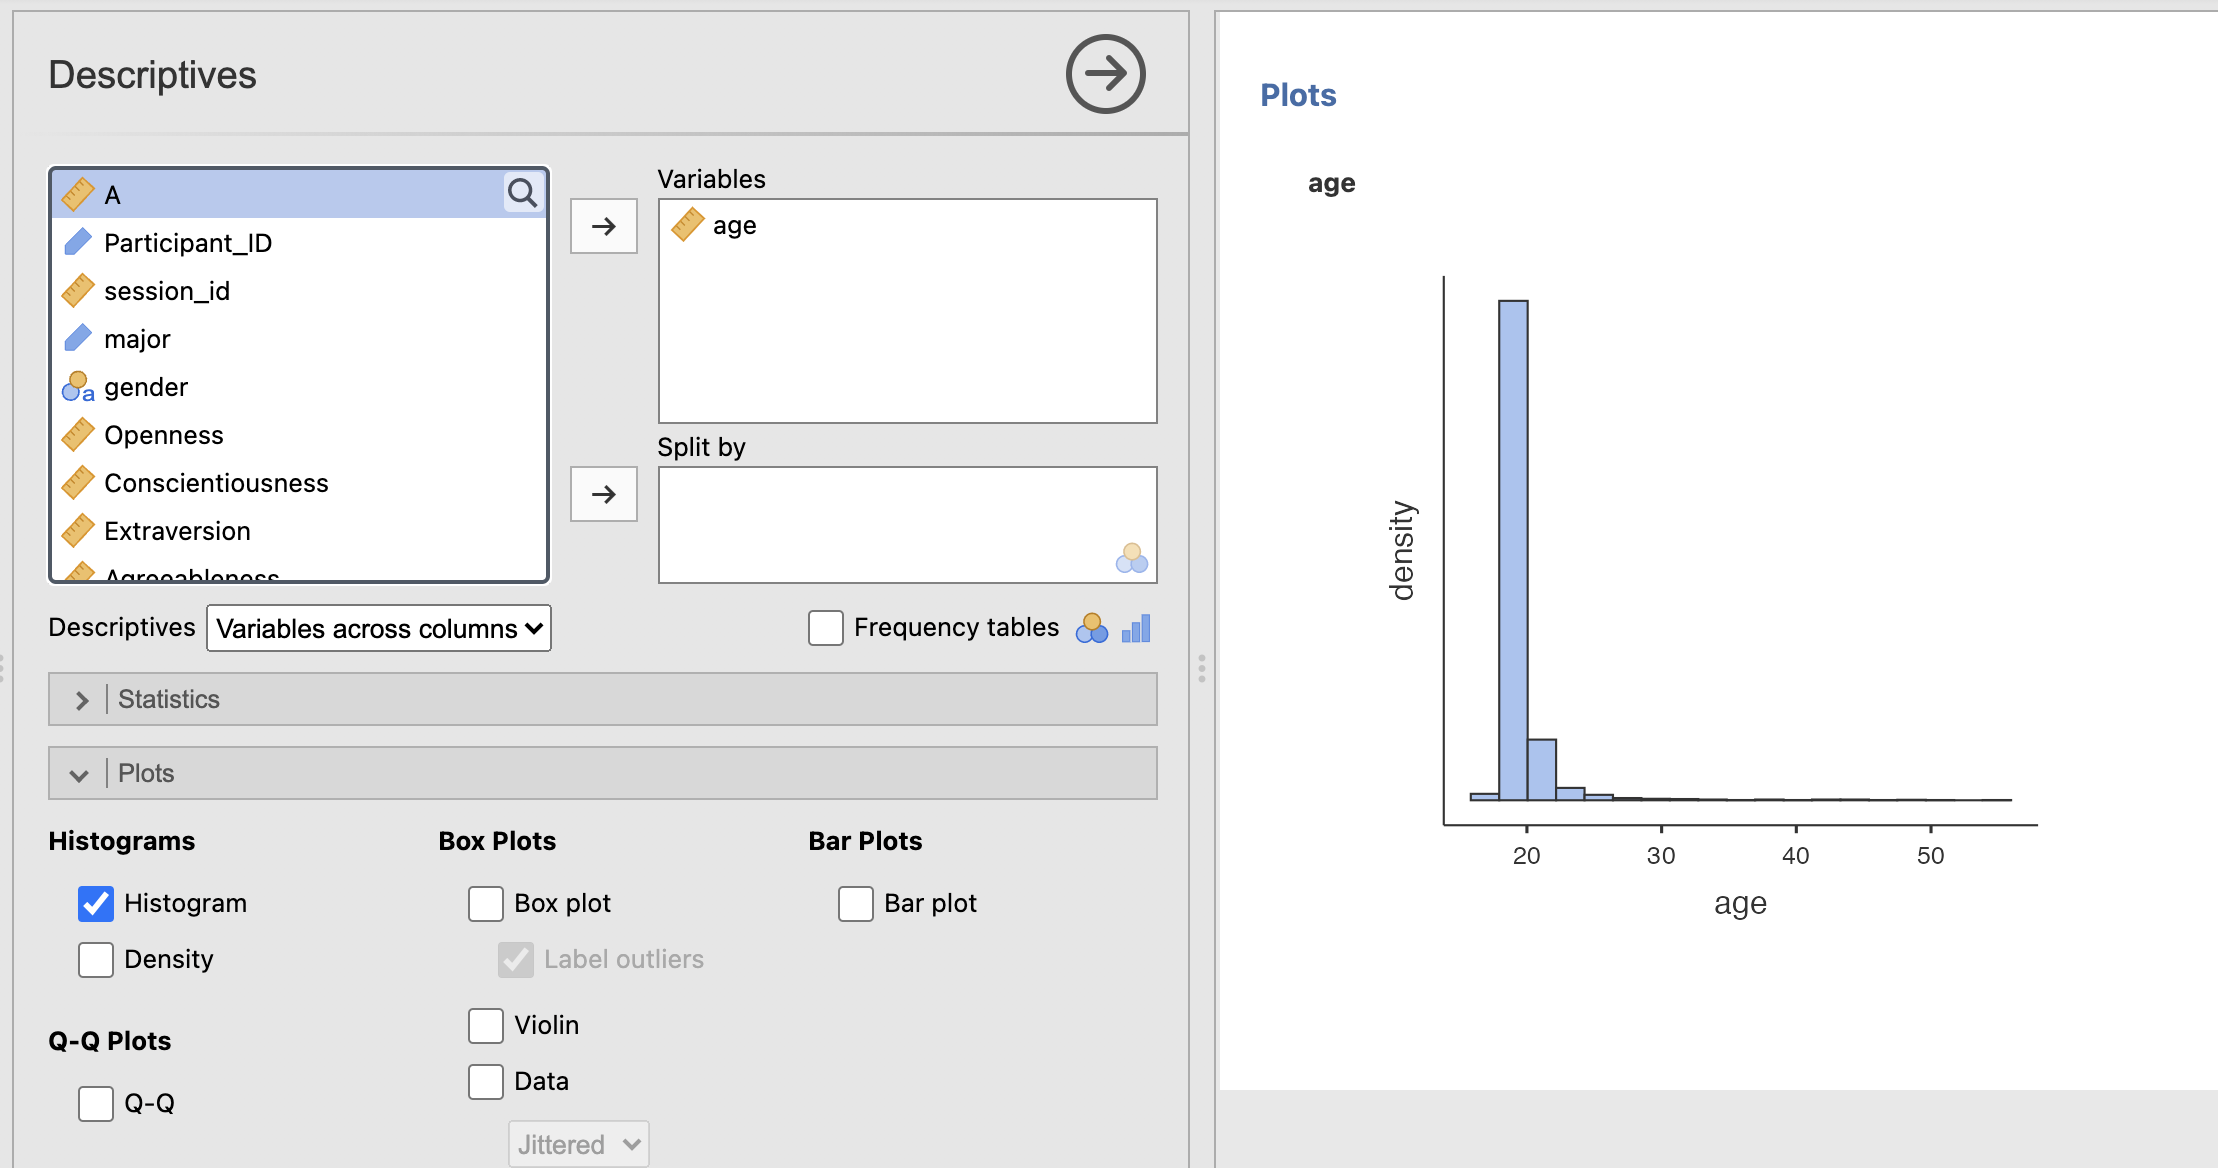 Descriptives
A
Participant_ID
session_id
major
a gender
Openness
Conscientiousness
Extraversion
Agreeableness
Variables
age
Split by
Descriptives Variables across columns
Frequency tables
Statistics
Plots
Histograms
Histogram
Density
Q-Q Plots
Q-Q
Box Plots
Box plot
Label outliers
Violin
Data
Jittered
Bar Plots
Bar plot
Plots
age
density
20 30 40 50
age